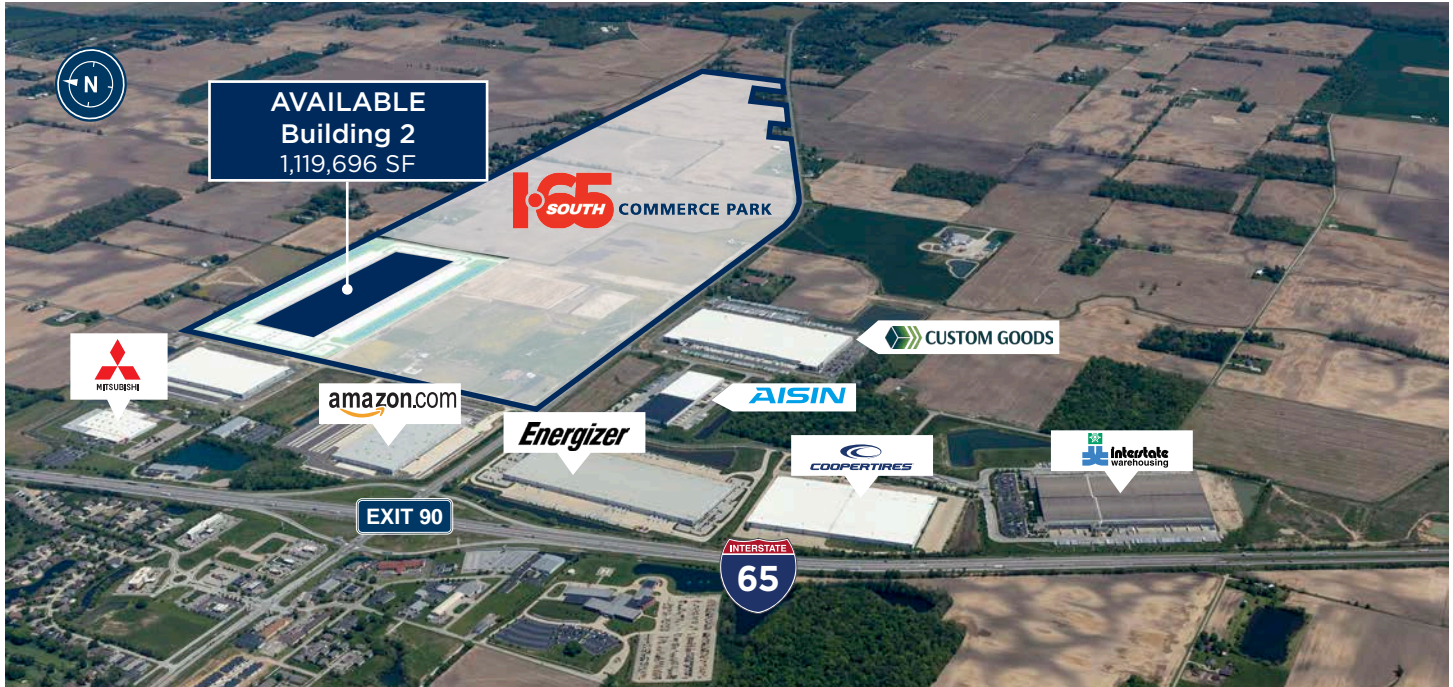 N
AVAILABLE
Building 2
1,119,696 SF
I-65
SOUTH
COMMERCE PARK
CUSTOM GOODS
MITSUBISHI
amazon.com
AISIN
Energizer
COOPERTIRES
Interstate
warehousing
EXIT 90
INTERSTATE
65